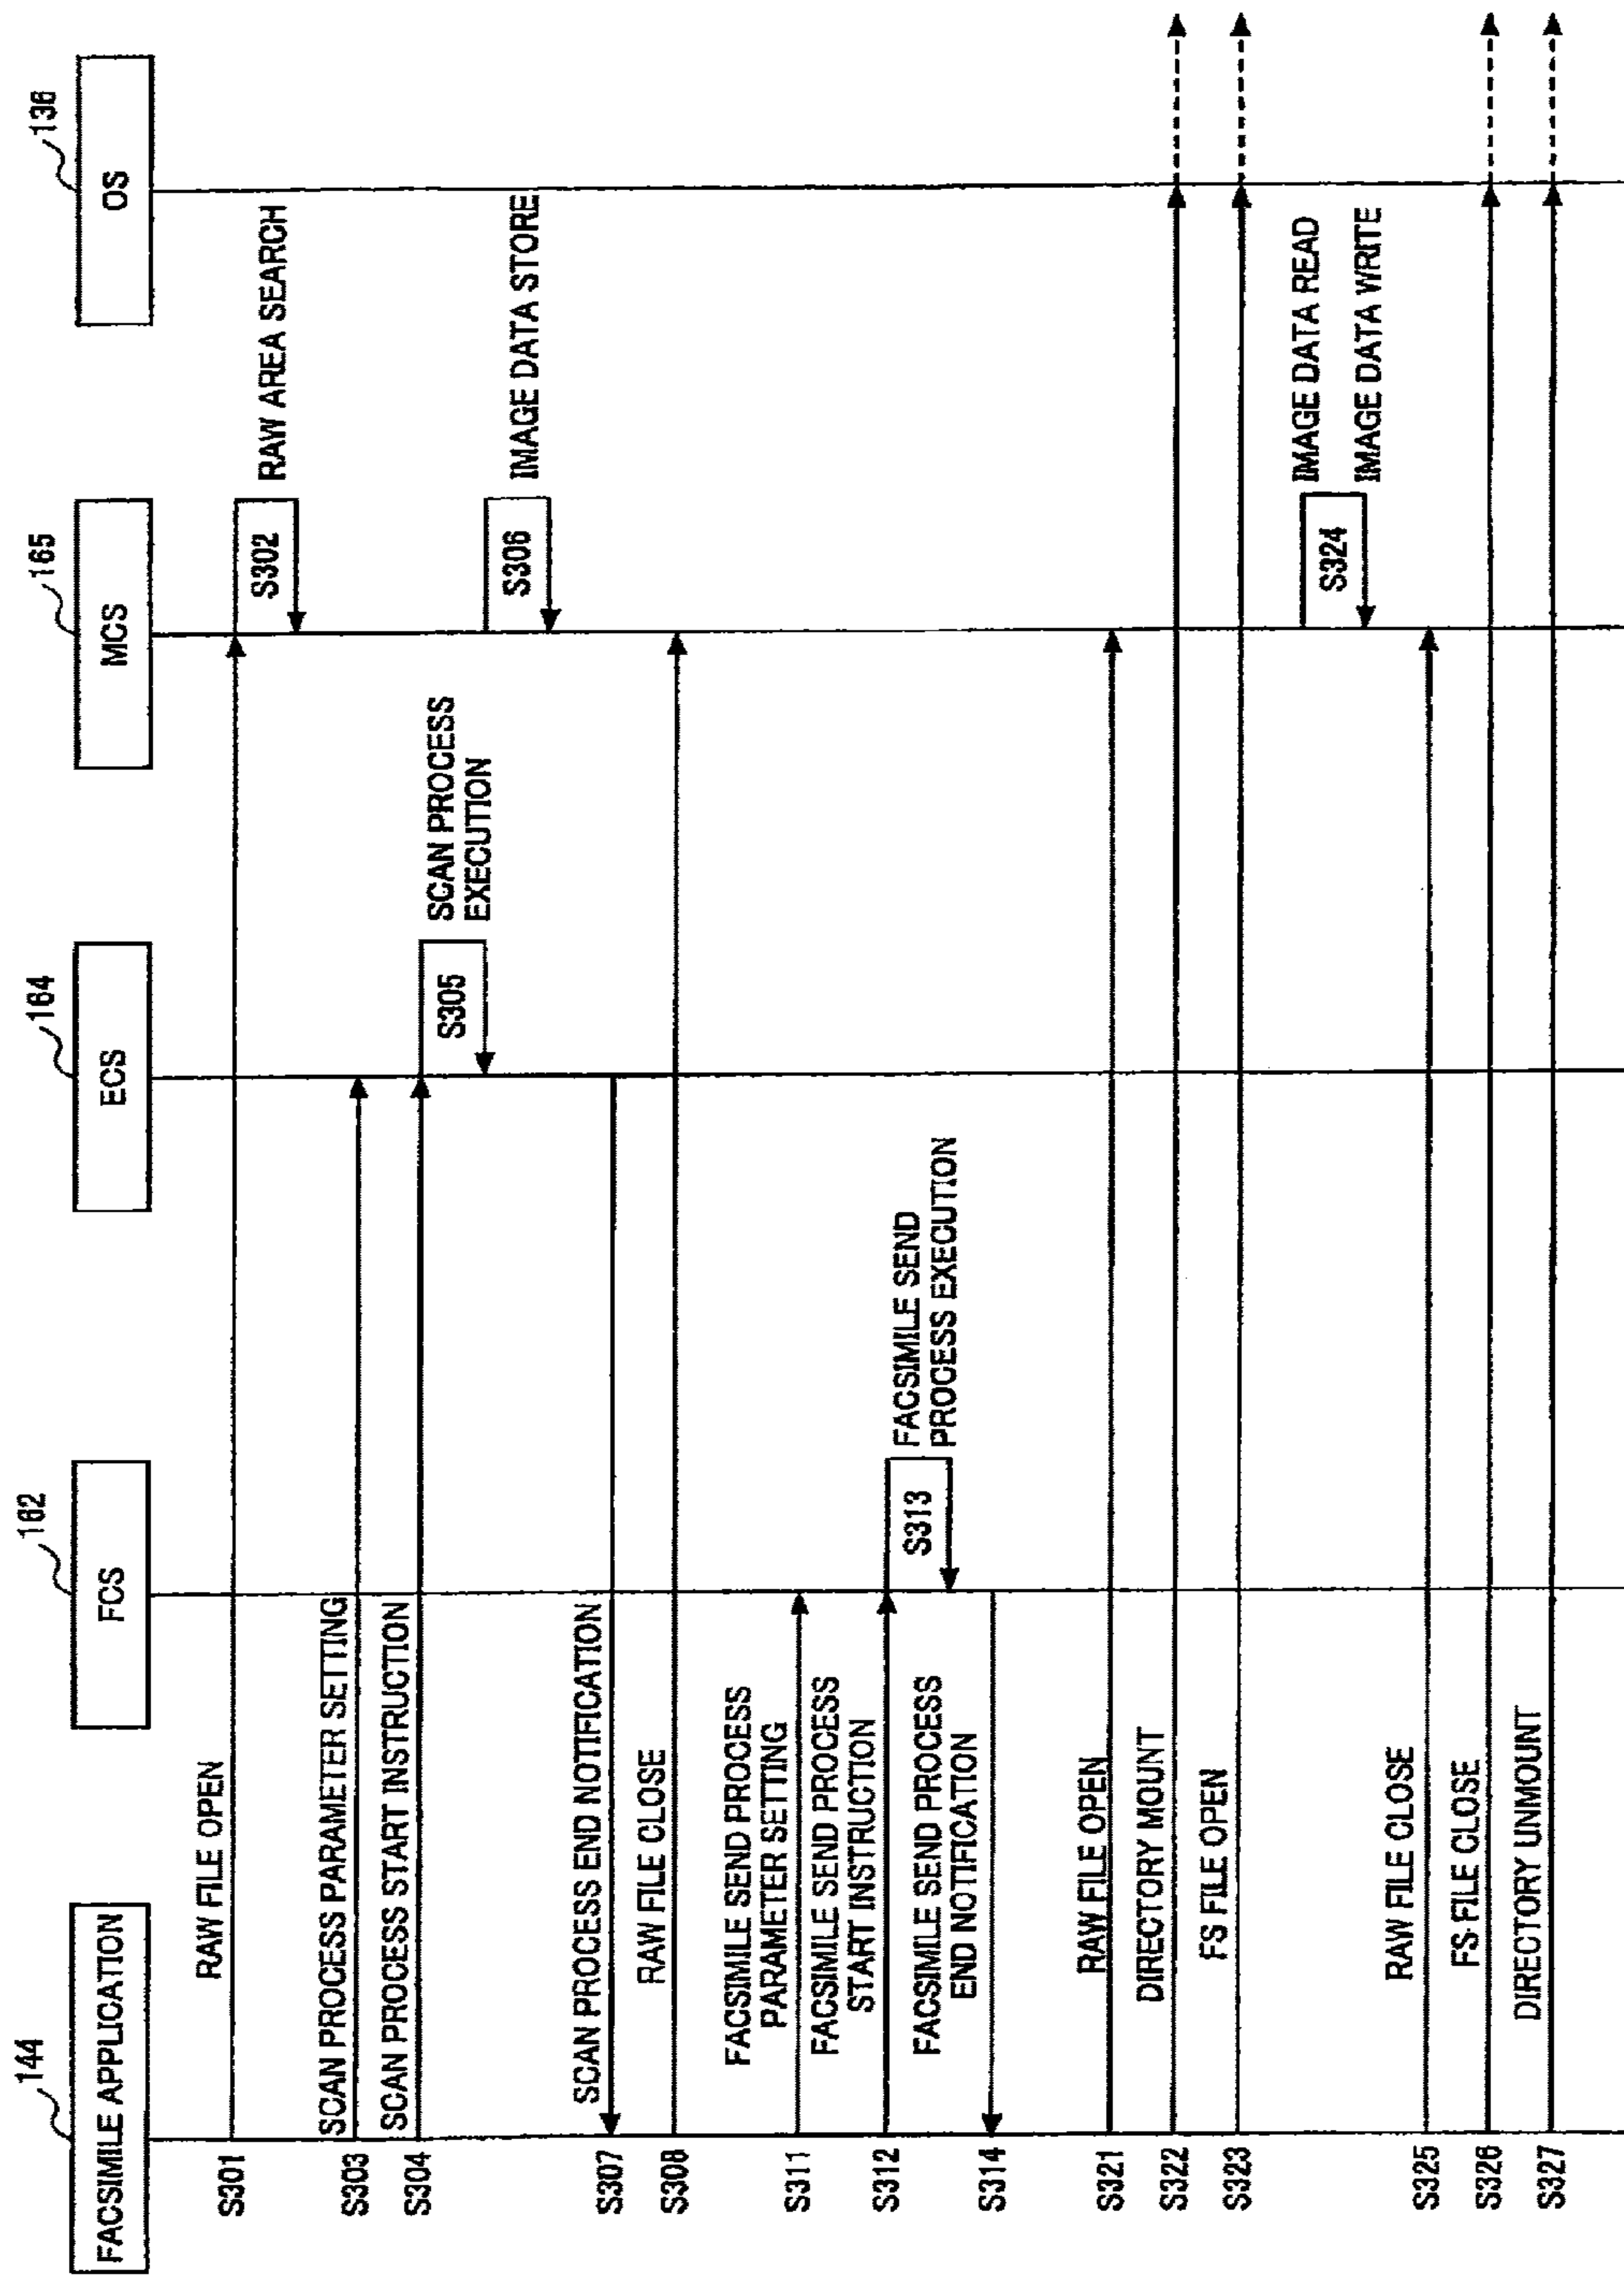 144
FACSIMILE APPLICATION
162
FCS
164
ECS
165
MCS
136
OS
S301
RAW FILE OPEN
S302
RAW AREA SEARCH
S303
SCAN PROCESS PARAMETER SETTING
S304
SCAN PROCESS START INSTRUCTION
S305
SCAN PROCESS
EXECUTION
S306
IMAGE DATA STORE
S307
SCAN PROCESS END NOTIFICATION
S308
RAW FILE CLOSE
S311
FACSIMILE SEND PROCESS
PARAMETER SETTING
S312
FACSIMILE SEND PROCESS
START INSTRUCTION
S313
FACSIMILE SEND
PROCESS EXECUTION
S314
FACSIMILE SEND PROCESS
END NOTIFICATION
S321
RAW FILE OPEN
S322
DIRECTORY MOUNT
S323
FS FILE OPEN
S324
IMAGE DATA READ
IMAGE DATA WRITE
S325
RAW FILE CLOSE
S326
FS FILE CLOSE
S327
DIRECTORY UNMOUNT